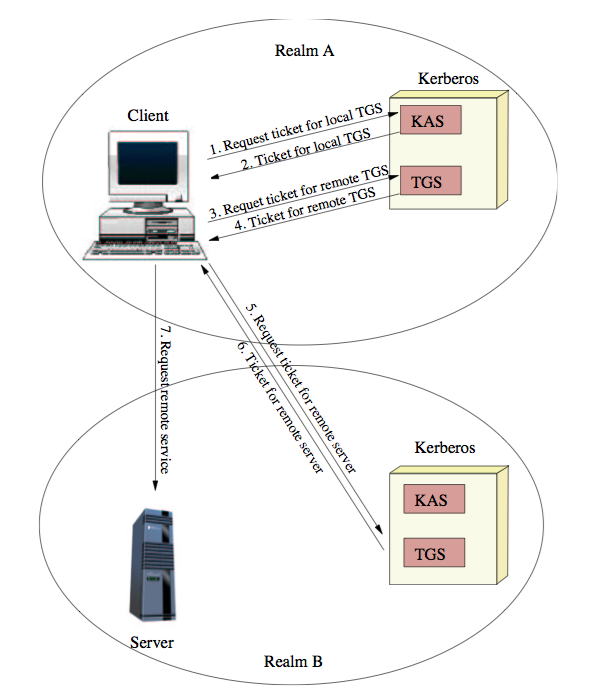 Realm A
Kerberos
Client
KAS
1. Request ticket for local TGS
2. Ticket for local TGS
TGS
3. Requet ticket for remote TGS
4. Ticket for remote TGS
5. Request ticket for remote server
6. Ticket for remote server
7. Request remote service
Kerberos
KAS
TGS
Server
Realm B